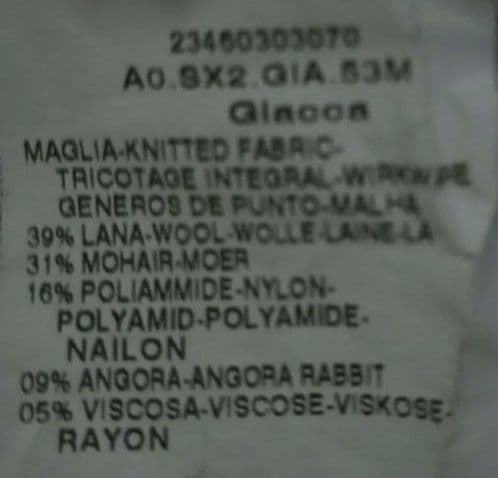 23460303070
A0.SX2.GIA.53M
Giacca
MAGLIA-KNITTED FABRIC-
TRICOTAGE INTEGRAL-WIRKWARE
GENEROS DE PUNTO-MALHA
39% LANA-WOOL-WOLLE-LAINE-LA
31% MOHAIR-MOER
16% POLIAMMIDE-NYLON-
POLYAMID-POLYAMIDE-
NAILON
09% ANGORA-ANGORA RABBIT
05% VISCOSA-VISCOSE-VISKOSE-
RAYON